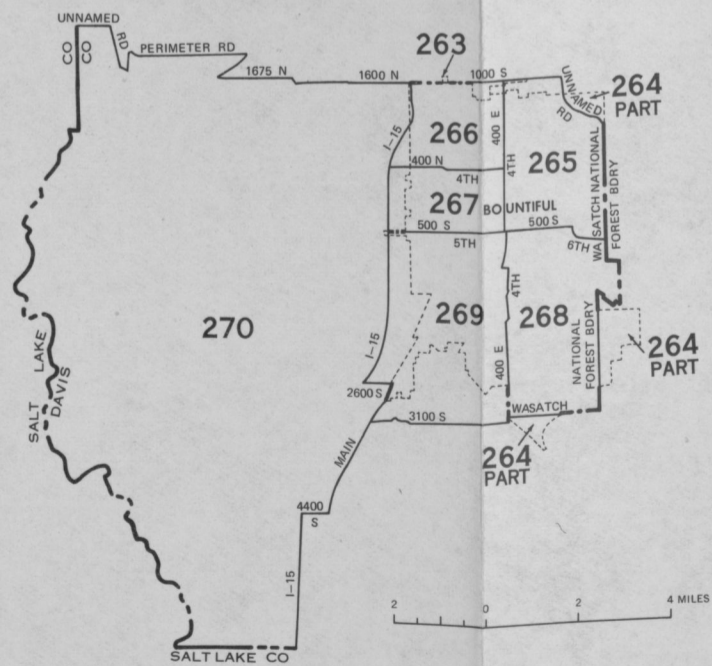 UNNAMED
RD
CO
CO
PERIMETER RD
1675 N
1600 N
263
1000 S
UNNAMED
RD
264
PART
266
400 E
I-15
400 N
4TH
4TH
265
WASATCH NATIONAL
FOREST BDRY
267
BOUNTIFUL
500 S
5TH
500 S
6TH
4TH
270
269
268
I-15
400 E
NATIONAL
FOREST BDRY
264
PART
SALT LAKE
DAVIS
2600 S
WASATCH
3100 S
264
PART
MAIN
4400
S
I-15
2
0
2
4 MILES
SALT LAKE CO